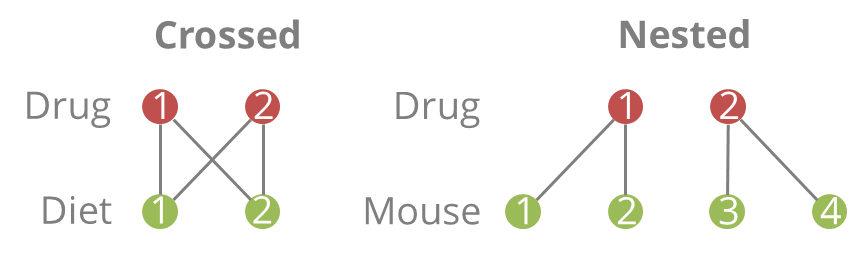 Crossed
Nested
Drug 1 2
Drug 1 2
Diet 1 2
Mouse 1 2 3 4